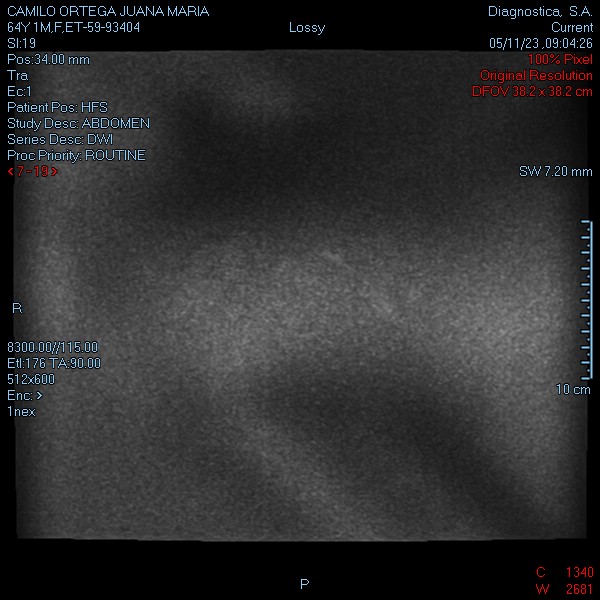 CAMILO ORTEGA JUANA MARIA
64Y 1M,F,ET-59-93404
Sl:19
Pos:34.00 mm
Tra
Ec:1
Patient Pos: HFS
Study Desc: ABDOMEN
Series Desc: DWI
Proc Priority: ROUTINE
< 7 - 19 >
Lossy
Diagnostica, S.A.
Current
05/11/23 ,09:04:26
100% Pixel
Original Resolution
DFOV 38.2 x 38.2 cm
SW 7.20 mm
R
8300.00//115.00
Etl:176 TA:90.00
512x600
Enc: >
1nex
10 cm
P
C 1340
W 2681